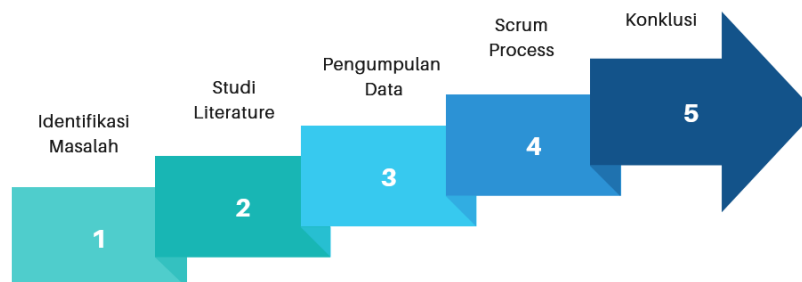 Identifikasi
Masalah
1
Studi
Literature
2
Pengumpulan
Data
3
Scrum
Process
4
Konklusi
5